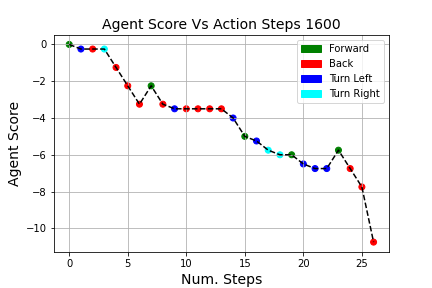 Agent Score Vs Action Steps 1600
Forward
Back
Turn Left
Turn Right
0
−2
−4
−6
−8
−10
Agent Score
0 5 10 15 20 25
Num. Steps